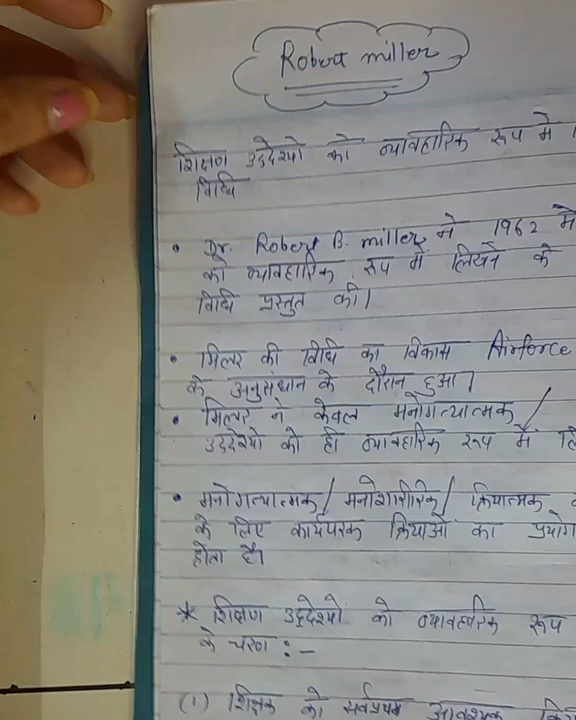 Robert miller
शिक्षण उद्देश्यो को व्यावहारिक रूप में
विधि
• Dr. Robert B. miller ने 1962 में
को व्यावहारिक रूप में लिखने के
विधि प्रस्तुत की।
• मिलर की विधि का विकास Airforce
के अनुसंधान के दौरान हुआ।
• मिलर ने केवल मनोगत्यात्मक /
उद्देश्यो को ही व्यावहारिक रूप में
• मनोगत्यात्मक/ मनोशारीरिक/ क्रियात्मक
के लिए कार्यपरक क्रियाओं का प्रयोग
होता है।
* शिक्षण उद्देश्यो को व्यावहारिक रूप
के चरण :-
(1) शिक्षक को सर्वप्रथम आवश्यक